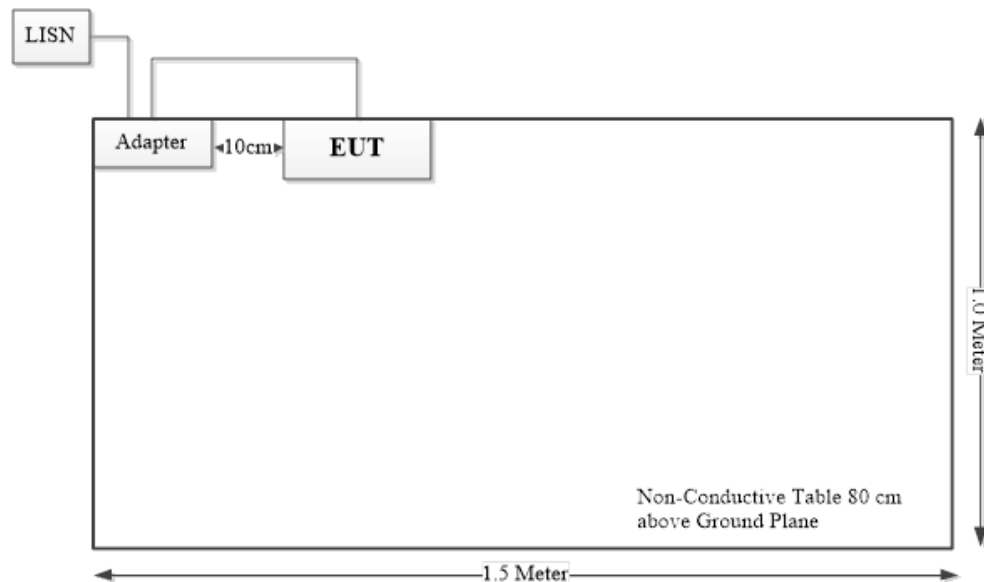 LISN
Adapter
10cm
EUT
1.0 Meter
Non-Conductive Table 80 cm
above Ground Plane
1.5 Meter